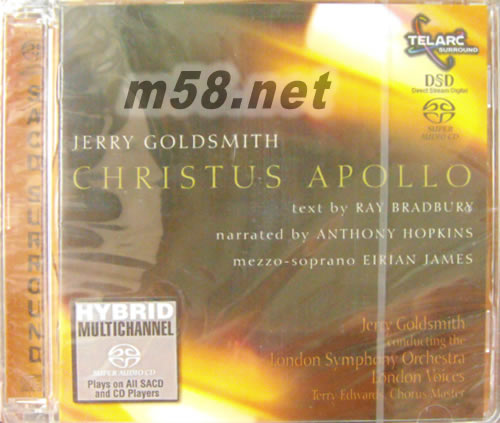 TELARC
SURROUND
m58.net
DSD
Direct Stream Digital
SUPER AUDIO CD
JERRY GOLDSMITH
CHRISTUS APOLLO
text by RAY BRADBURY
narrated by ANTHONY HOPKINS
mezzo-soprano EIRIAN JAMES
SACD SURROUND
HYBRID
MULTICHANNEL
SUPER AUDIO CD
Plays on All SACD
and CD Players
Jerry Goldsmith
conducting the
London Symphony Orchestra
London Voices
Terry Edwards, Chorus Master